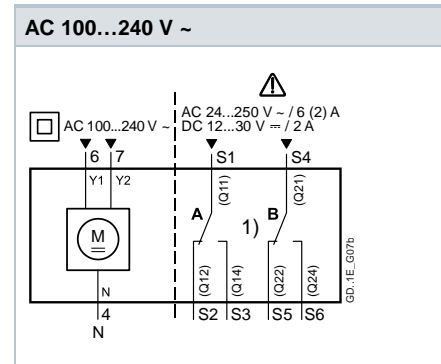 AC 100...240 V ~
AC 24...250 V ~ / 6 (2) A
AC 100...240 V ~
DC 12...30 V ⎓ / 2 A
6 7 S1 S4
Y1 Y2 (Q11) (Q21)
A 1) B
M
(Q12) (Q14) (Q22) (Q24)
N
4 S2 S3 S5 S6
N
GD..1E_G07b